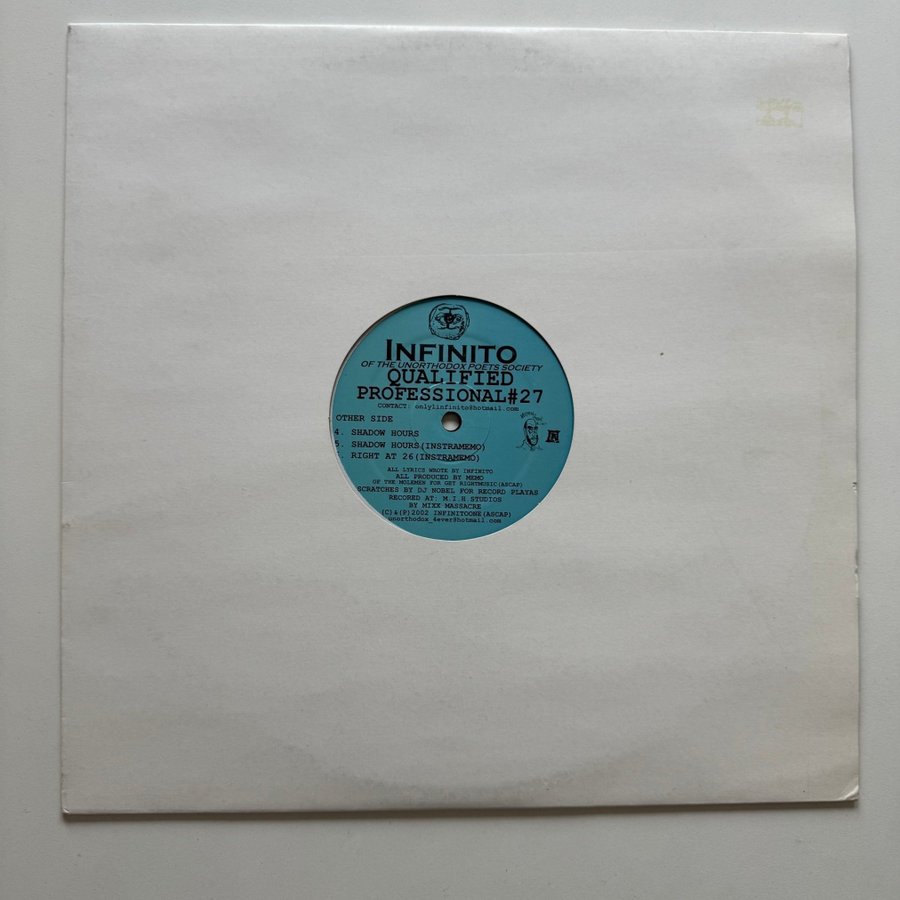 INFINITO
OF THE UNORTHODOX POETS SOCIETY
QUALIFIED
PROFESSIONAL#27
CONTACT: only1infinito@hotmail.com
OTHER SIDE
4. SHADOW HOURS
5. SHADOW HOURS(INSTRAMEMO)
. RIGHT AT 26(INSTRAMEMO)
ALL LYRICS WROTE BY INFINITO
ALL PRODUCED BY MEMO
OF THE MOLEMEN FOR GET RIGHTMUSIC(ASCAP)
SCRATCHES BY DJ NOBEL FOR RECORD PLAYAS
RECORED AT: M.I.H STUDIOS
BY MIXX MASSACRE
(C)&(P)2002 INFINITOONE(ASCAP)
unorthodox_4ever@hotmail.com